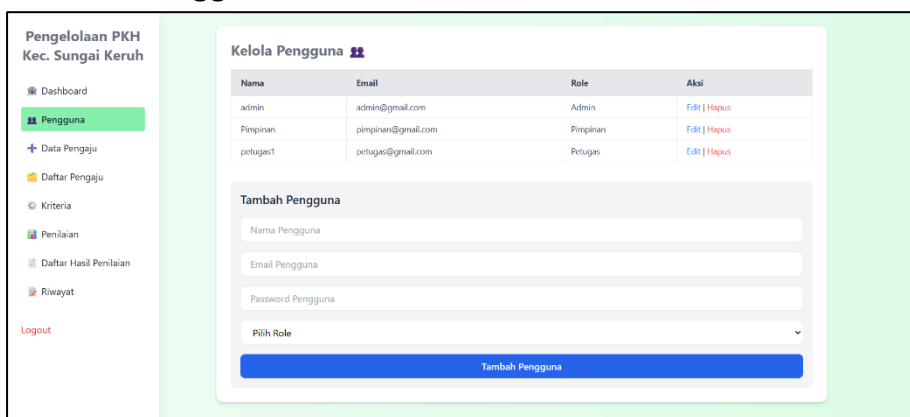 Pengelolaan PKH
Kec. Sungai Keruh
Dashboard
Pengguna
Data Pengaju
Daftar Pengaju
Kriteria
Penilaian
Daftar Hasil Penilaian
Riwayat
Logout
Kelola Pengguna
Nama Email Role Aksi
admin admin@gmail.com Admin Edit | Hapus
Pimpinan pimpinan@gmail.com Pimpinan Edit | Hapus
petugas1 petugas@gmail.com Petugas Edit | Hapus
Tambah Pengguna
Nama Pengguna
Email Pengguna
Password Pengguna
Pilih Role
Tambah Pengguna